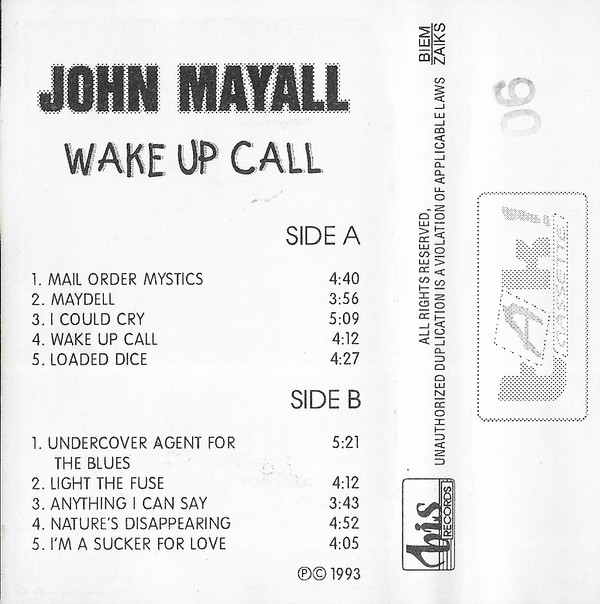 JOHN MAYALL
WAKE UP CALL
SIDE A
1. MAIL ORDER MYSTICS 4:40
2. MAYDELL 3:56
3. I COULD CRY 5:09
4. WAKE UP CALL 4:12
5. LOADED DICE 4:27
SIDE B
1. UNDERCOVER AGENT FOR 5:21
THE BLUES
2. LIGHT THE FUSE 4:12
3. ANYTHING I CAN SAY 3:43
4. NATURE'S DISAPPEARING 4:52
5. I'M A SUCKER FOR LOVE 4:05
Ⓟ© 1993
ALL RIGHTS RESERVED,
UNAUTHORIZED DUPLICATION IS A VIOLATION OF APPLICABLE LAWS
BIEM
ZAIKS
bis
RECORDS
06
tAk!
CASSETTE